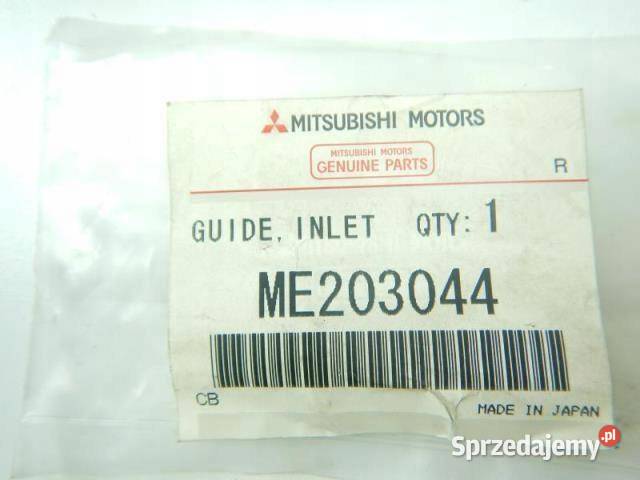 MITSUBISHI MOTORS
MITSUBISHI MOTORS
GENUINE PARTS
R
GUIDE, INLET QTY: 1
ME203044
CB
MADE IN JAPAN
Sprzedajemy.pl